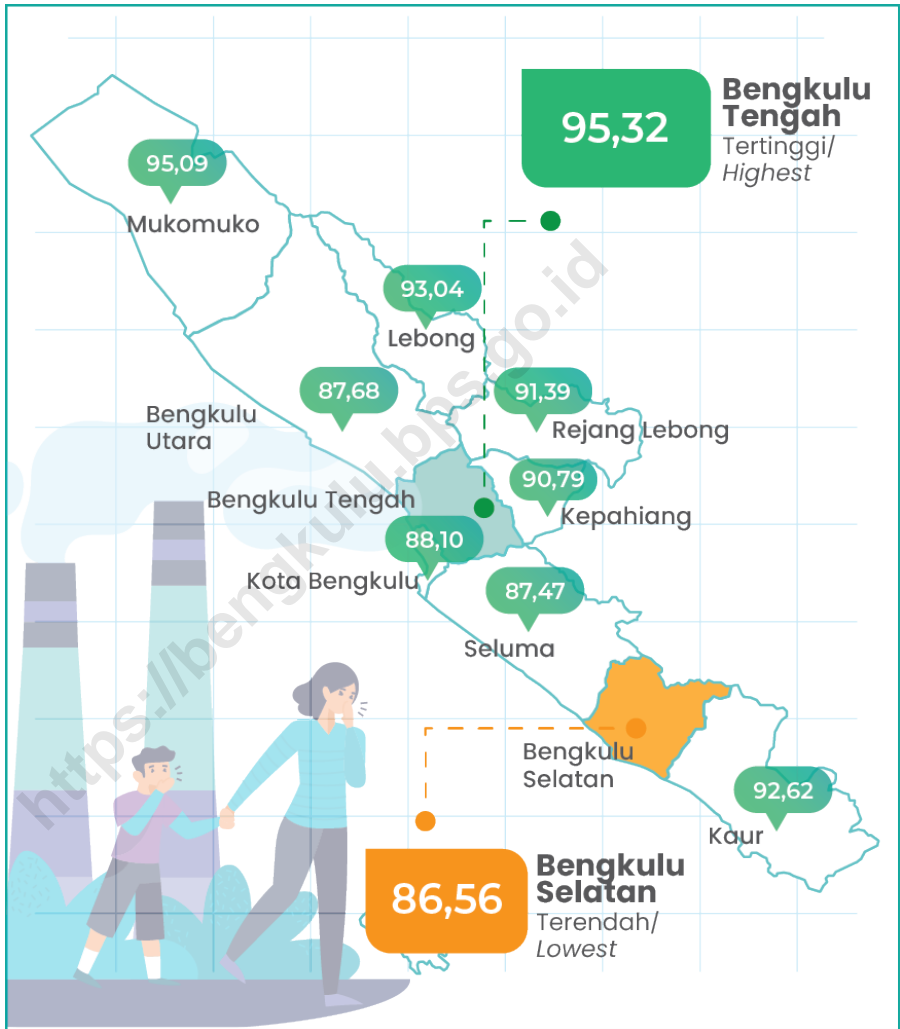 95,32
Bengkulu
Tengah
Tertinggi/
Highest
95,09
Mukomuko
93,04
Lebong
87,68
Bengkulu
Utara
91,39
Rejang Lebong
90,79
Kepahiang
Bengkulu Tengah
88,10
Kota Bengkulu
87,47
Seluma
Bengkulu
Selatan
92,62
Kaur
86,56
Bengkulu
Selatan
Terendah/
Lowest
https://bengkulu.bps.go.id